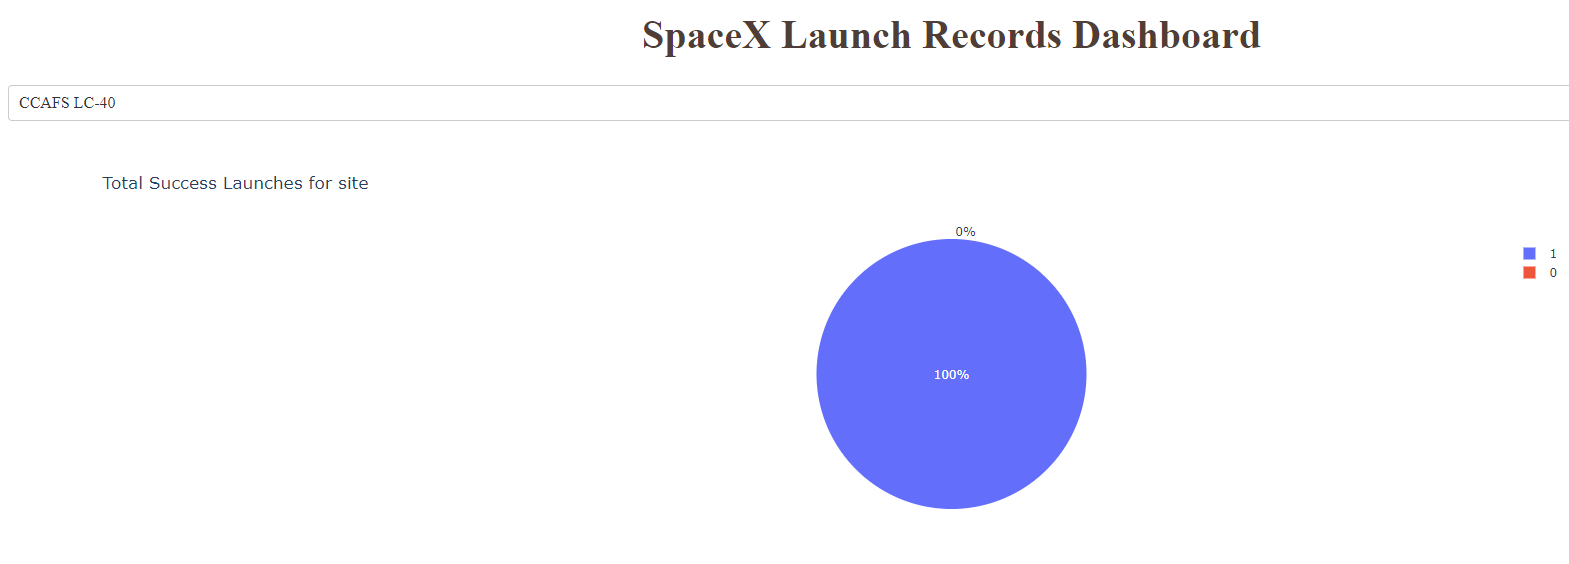 SpaceX Launch Records Dashboard
CCAFS LC-40
Total Success Launches for site
0%
1
0
100%